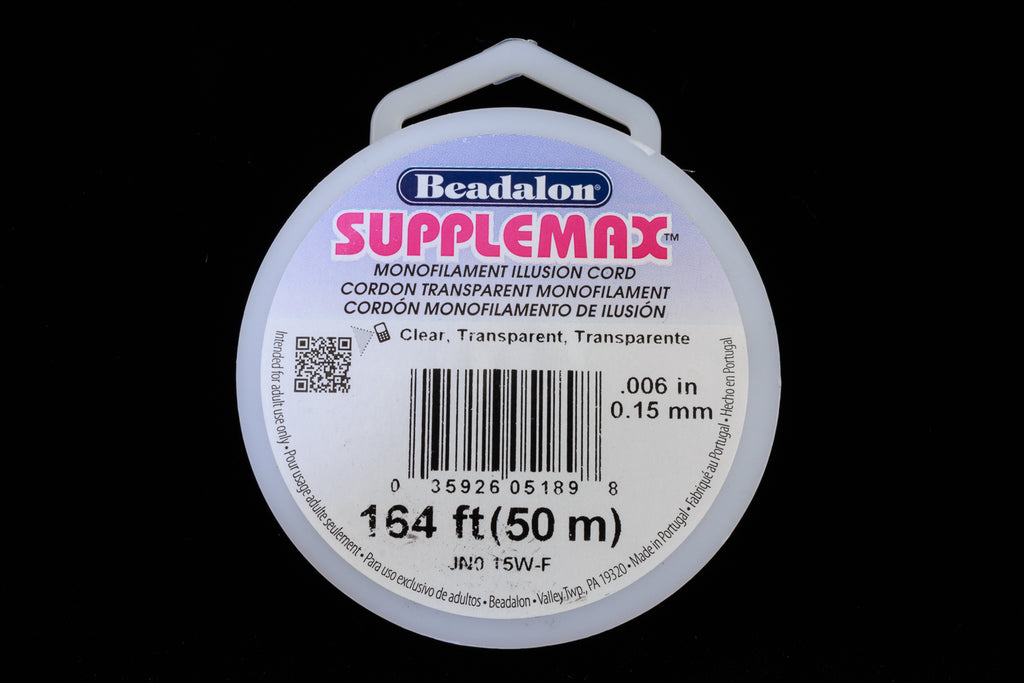 Beadalon®
SUPPLEMAX™
MONOFILAMENT ILLUSION CORD
CORDON TRANSPARENT MONOFILAMENT
CORDÓN MONOFILAMENTO DE ILUSIÓN
Clear, Transparent, Transparente
.006 in
0.15 mm
0 35926 05189 8
164 ft (50 m)
JN0.15W-F
Intended for adult use only • Pour usage adulte seulement • Para uso exclusivo de adultos • Beadalon • Valley Twp., PA 19320 • Made in Portugal • Fabriqué au Portugal • Hecho en Portugal